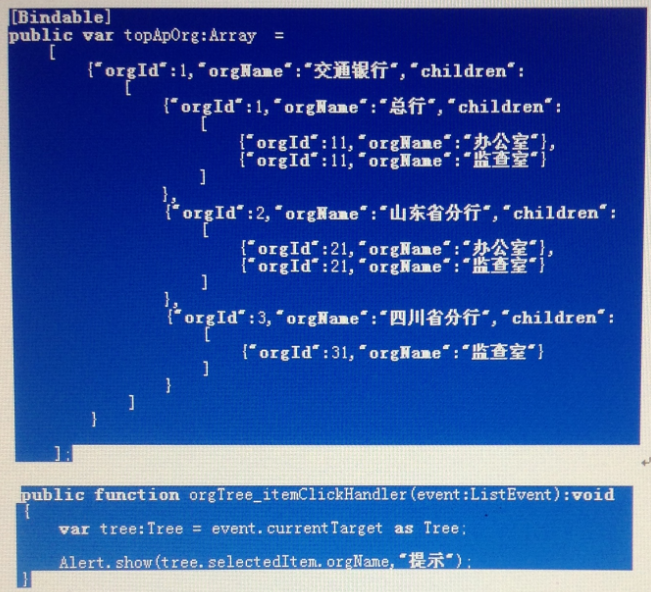 [Bindable]
public var topApOrg:Array =
[
{"orgId":1,"orgName":"交通银行","children":
[
{"orgId":1,"orgName":"总行","children":
[
{"orgId":11,"orgName":"办公室"},
{"orgId":11,"orgName":"监查室"}
]
},
{"orgId":2,"orgName":"山东省分行","children":
[
{"orgId":21,"orgName":"办公室"},
{"orgId":21,"orgName":"监查室"}
]
},
{"orgId":3,"orgName":"四川省分行","children":
[
{"orgId":31,"orgName":"监查室"}
]
}
]
}
];
public function orgTree_itemClickHandler(event:ListEvent):void
{
var tree:Tree = event.currentTarget as Tree;
Alert.show(tree.selectedItem.orgName,"提示");
}